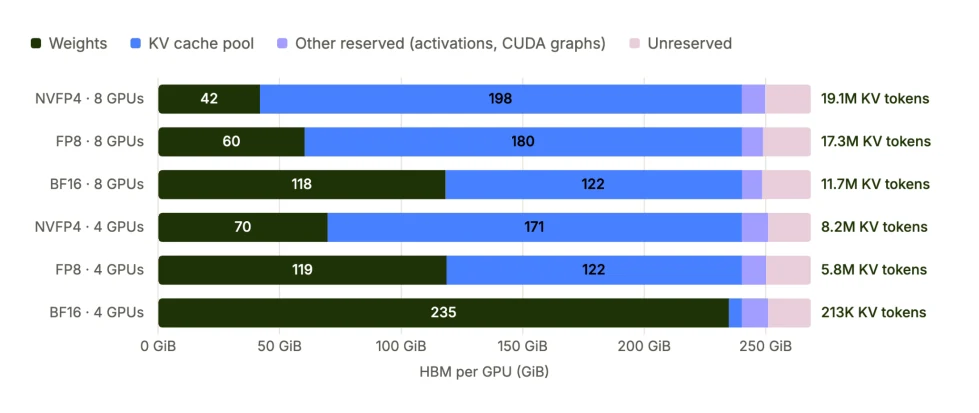 Weights KV cache pool Other reserved (activations, CUDA graphs) Unreserved
NVFP4 · 8 GPUs 42 198 19.1M KV tokens
FP8 · 8 GPUs 60 180 17.3M KV tokens
BF16 · 8 GPUs 118 122 11.7M KV tokens
NVFP4 · 4 GPUs 70 171 8.2M KV tokens
FP8 · 4 GPUs 119 122 5.8M KV tokens
BF16 · 4 GPUs 235 213K KV tokens
0 GiB 50 GiB 100 GiB 150 GiB 200 GiB 250 GiB
HBM per GPU (GiB)